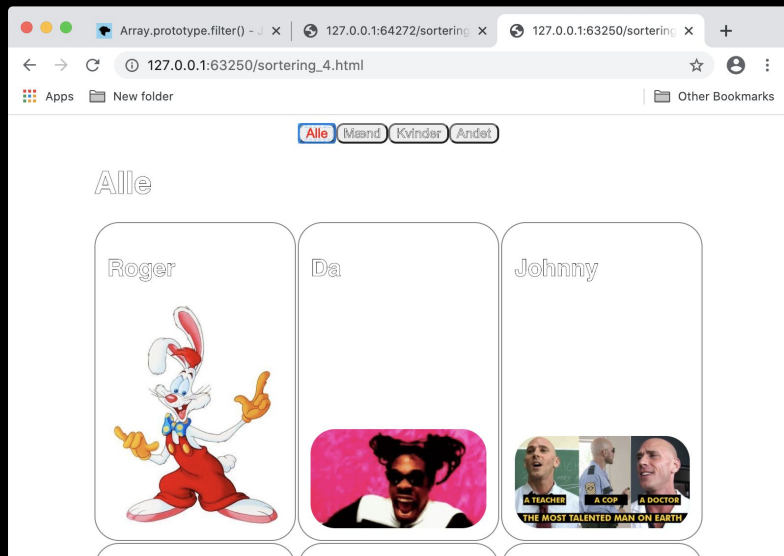 Array.prototype.filter() - J
127.0.0.1:64272/sortering
127.0.0.1:63250/sortering
127.0.0.1:63250/sortering_4.html
Apps New folder Other Bookmarks
Alle Mænd Kvinder Andet
Alle
Roger Da Johnny
A TEACHER A COP A DOCTOR
THE MOST TALENTED MAN ON EARTH